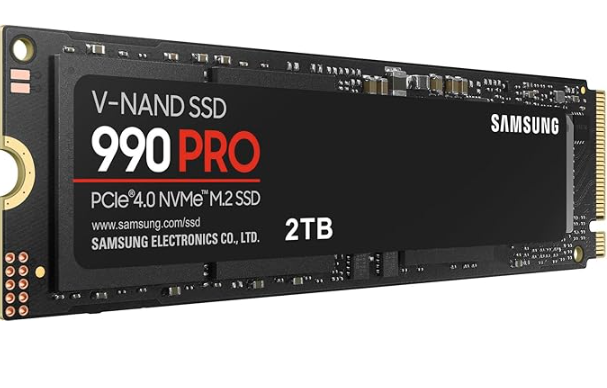 V-NAND SSD
SAMSUNG
990 PRO
PCIe®4.0 NVMe™ M.2 SSD
www.samsung.com/ssd
SAMSUNG ELECTRONICS CO., LTD.
2TB